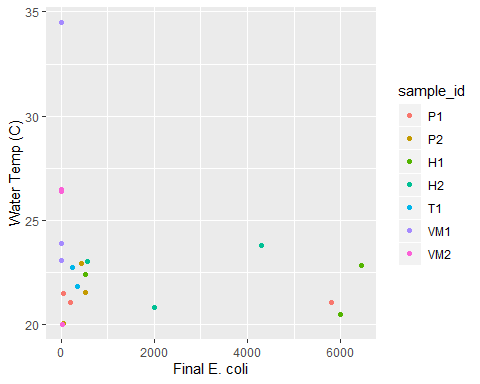 35
30
25
20
Water Temp (C)
0
2000
4000
6000
Final E. coli
sample_id
P1
P2
H1
H2
T1
VM1
VM2